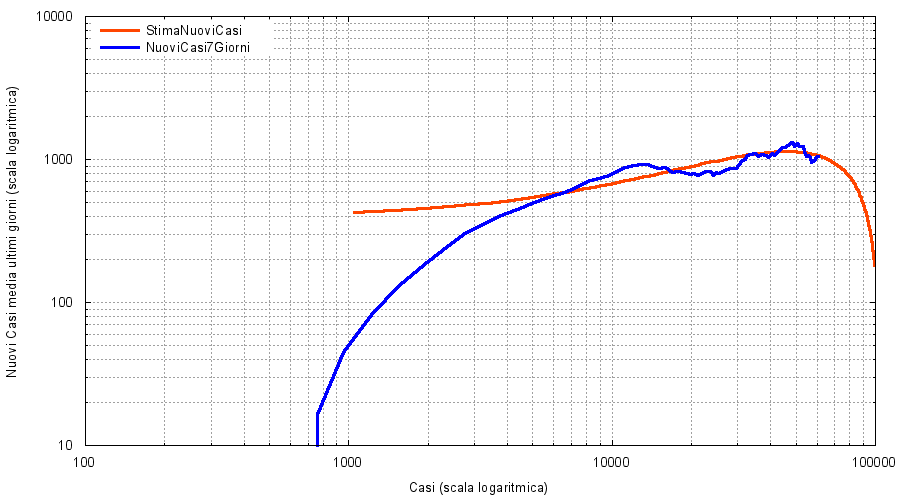 10000
StimaNuoviCasi
NuoviCasi7Giorni
1000
100
10
100
1000
10000
100000
Nuovi Casi media ultimi giorni (scala logaritmica)
Casi (scala logaritmica)